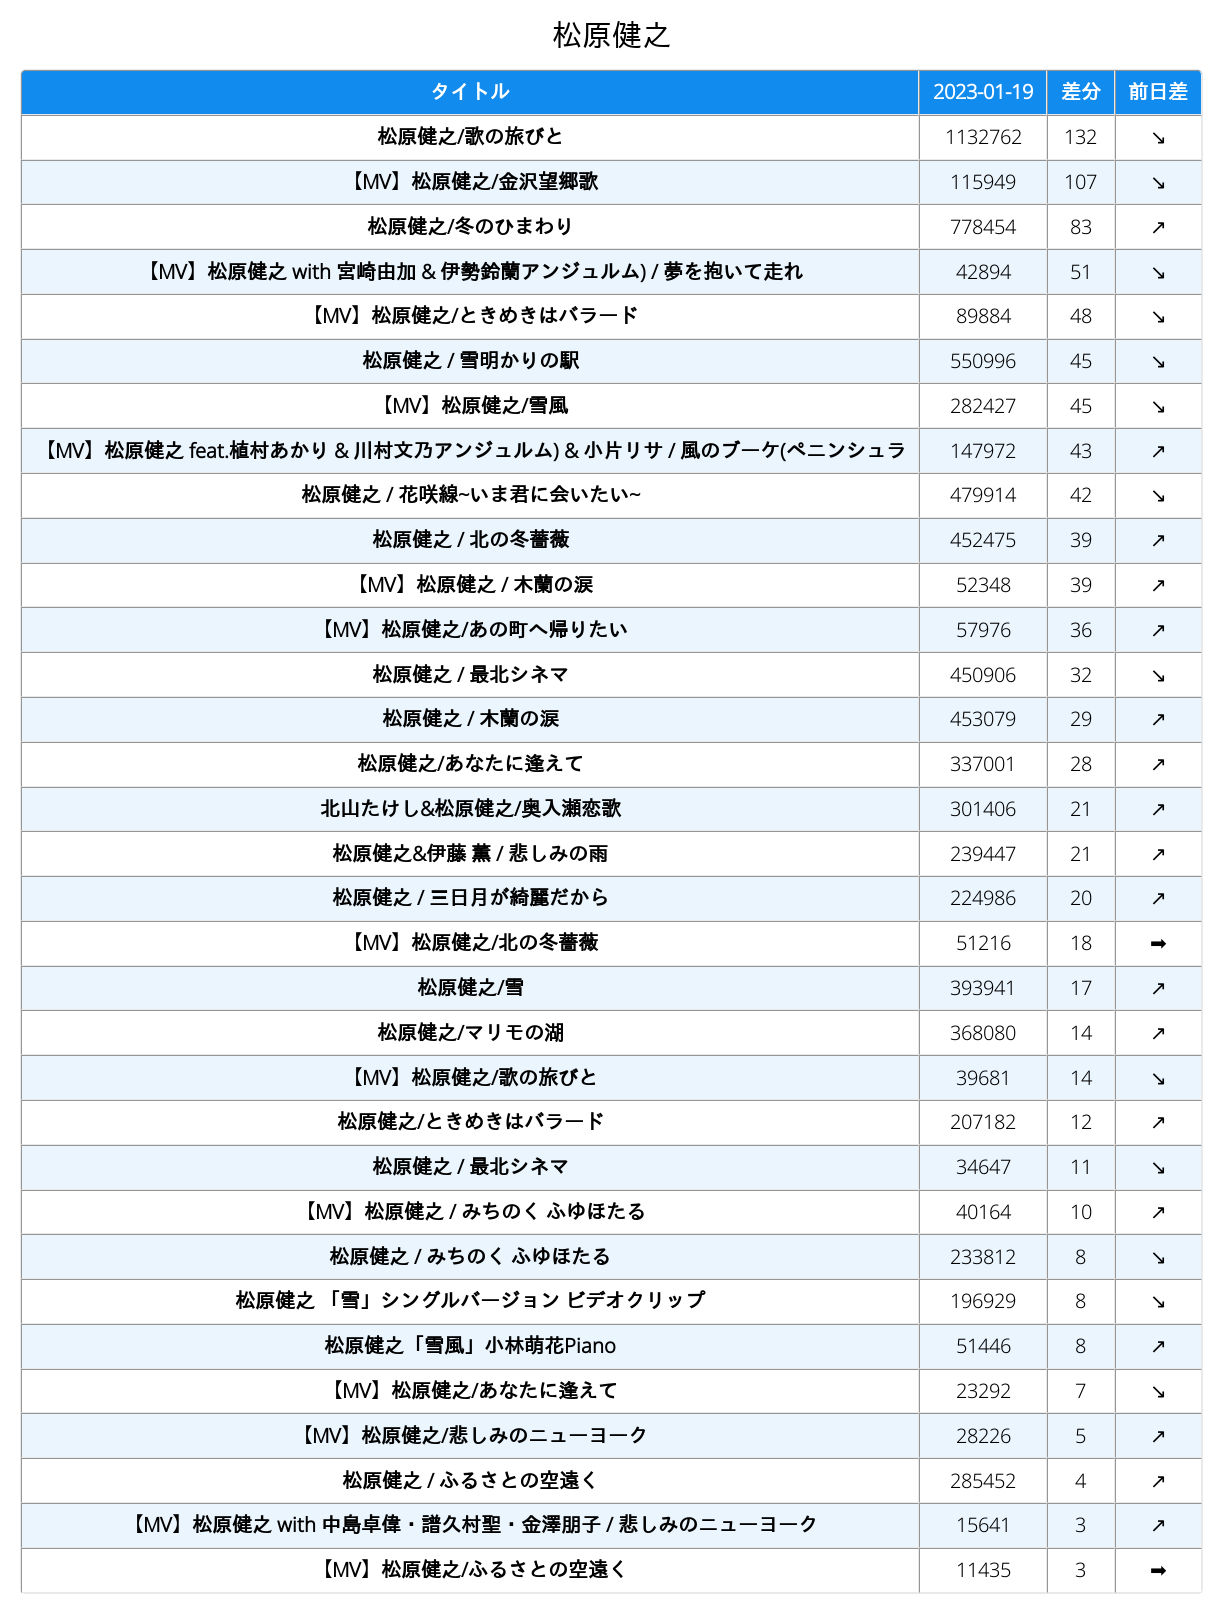 松原健之
タイトル 2023-01-19 差分 前日差
松原健之/歌の旅びと 1132762 132 ↘
【MV】松原健之/金沢望郷歌 115949 107 ↘
松原健之/冬のひまわり 778454 83 ↗
【MV】松原健之 with 宮崎由加 & 伊勢鈴蘭アンジュルム) / 夢を抱いて走れ 42894 51 ↘
【MV】松原健之/ときめきはバラード 89884 48 ↘
松原健之 / 雪明かりの駅 550996 45 ↘
【MV】松原健之/雪風 282427 45 ↘
【MV】松原健之 feat.植村あかり & 川村文乃アンジュルム) & 小片リサ / 風のブーケ(ペニンシュラ 147972 43 ↗
松原健之 / 花咲線~いま君に会いたい~ 479914 42 ↘
松原健之 / 北の冬薔薇 452475 39 ↗
【MV】松原健之 / 木蘭の涙 52348 39 ↗
【MV】松原健之/あの町へ帰りたい 57976 36 ↗
松原健之 / 最北シネマ 450906 32 ↘
松原健之 / 木蘭の涙 453079 29 ↗
松原健之/あなたに逢えて 337001 28 ↗
北山たけし&松原健之/奥入瀬恋歌 301406 21 ↗
松原健之&伊藤 薫 / 悲しみの雨 239447 21 ↗
松原健之 / 三日月が綺麗だから 224986 20 ↗
【MV】松原健之/北の冬薔薇 51216 18 ➡
松原健之/雪 393941 17 ↗
松原健之/マリモの湖 368080 14 ↗
【MV】松原健之/歌の旅びと 39681 14 ↘
松原健之/ときめきはバラード 207182 12 ↗
松原健之 / 最北シネマ 34647 11 ↘
【MV】松原健之 / みちのく ふゆほたる 40164 10 ↗
松原健之 / みちのく ふゆほたる 233812 8 ↘
松原健之 「雪」シングルバージョン ビデオクリップ 196929 8 ↘
松原健之「雪風」小林萌花Piano 51446 8 ↗
【MV】松原健之/あなたに逢えて 23292 7 ↘
【MV】松原健之/悲しみのニューヨーク 28226 5 ↗
松原健之 / ふるさとの空遠く 285452 4 ↗
【MV】松原健之 with 中島卓偉・譜久村聖・金澤朋子 / 悲しみのニューヨーク 15641 3 ↗
【MV】松原健之/ふるさとの空遠く 11435 3 ➡